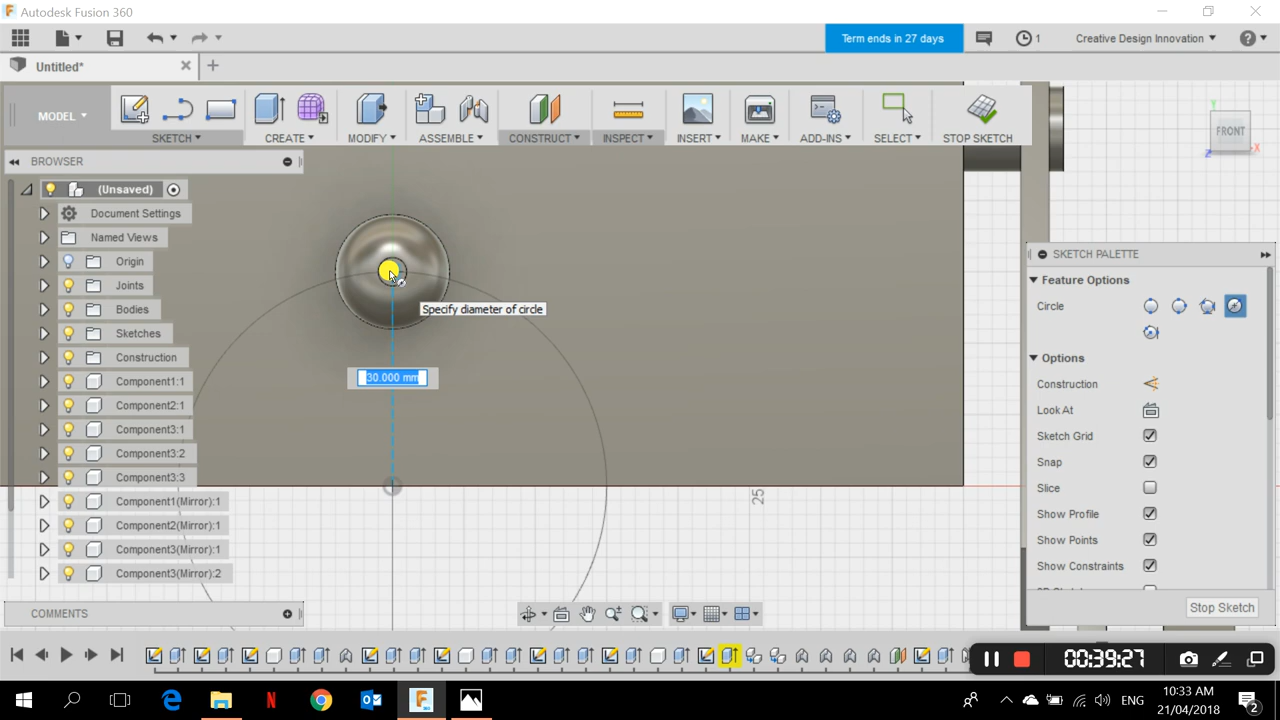 Autodesk Fusion 360
Term ends in 27 days
1
Creative Design Innovation
Untitled*
MODEL
SKETCH
CREATE
MODIFY
ASSEMBLE
CONSTRUCT
INSPECT
INSERT
MAKE
ADD-INS
SELECT
STOP SKETCH
BROWSER
(Unsaved)
Document Settings
Named Views
Origin
Joints
Bodies
Sketches
Construction
Component1:1
Component2:1
Component3:1
Component3:2
Component3:3
Component1(Mirror):1
Component2(Mirror):1
Component3(Mirror):1
Component3(Mirror):2
COMMENTS
Specify diameter of circle
30.000 mm
25
Y
FRONT
X
Z
SKETCH PALETTE
Feature Options
Circle
Options
Construction
Look At
Sketch Grid
Snap
Slice
Show Profile
Show Points
Show Constraints
Stop Sketch
00:39:27
ENG
10:33 AM
21/04/2018
2